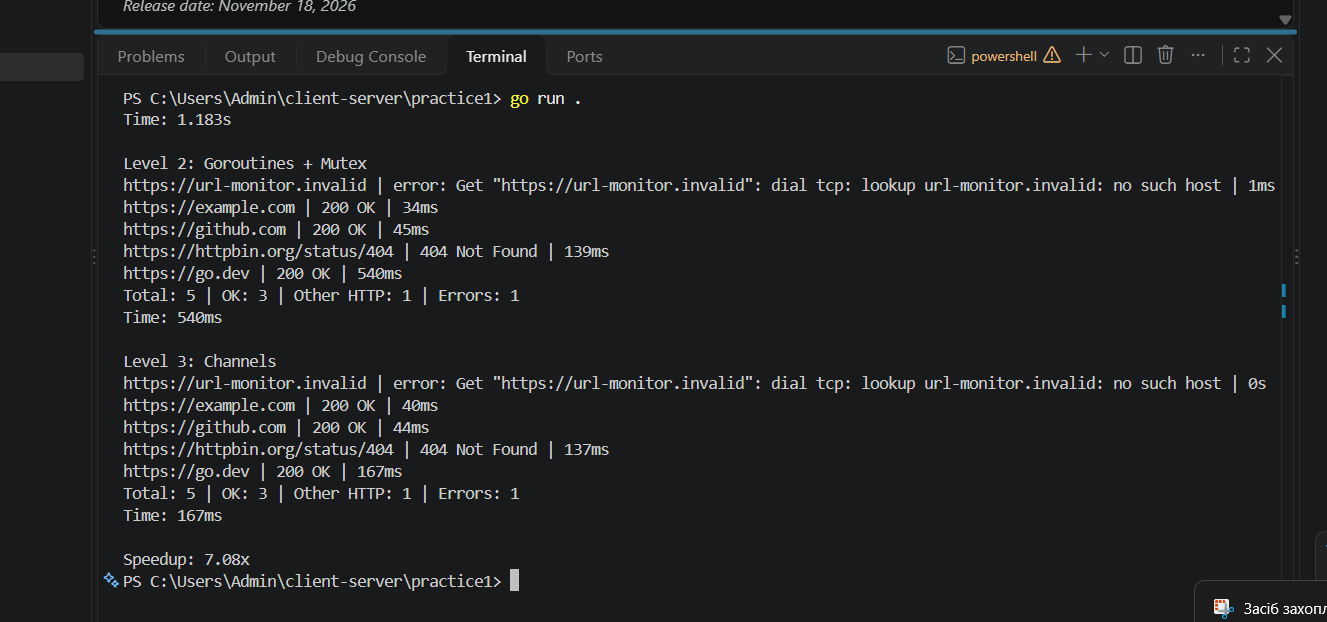 Release date: November 18, 2026
Problems Output Debug Console Terminal Ports powershell
PS C:\Users\Admin\client-server\practice1> go run .
Time: 1.183s
Level 2: Goroutines + Mutex
https://url-monitor.invalid | error: Get "https://url-monitor.invalid": dial tcp: lookup url-monitor.invalid: no such host | 1ms
https://example.com | 200 OK | 34ms
https://github.com | 200 OK | 45ms
https://httpbin.org/status/404 | 404 Not Found | 139ms
https://go.dev | 200 OK | 540ms
Total: 5 | OK: 3 | Other HTTP: 1 | Errors: 1
Time: 540ms
Level 3: Channels
https://url-monitor.invalid | error: Get "https://url-monitor.invalid": dial tcp: lookup url-monitor.invalid: no such host | 0s
https://example.com | 200 OK | 40ms
https://github.com | 200 OK | 44ms
https://httpbin.org/status/404 | 404 Not Found | 137ms
https://go.dev | 200 OK | 167ms
Total: 5 | OK: 3 | Other HTTP: 1 | Errors: 1
Time: 167ms
Speedup: 7.08x
PS C:\Users\Admin\client-server\practice1>
Засіб